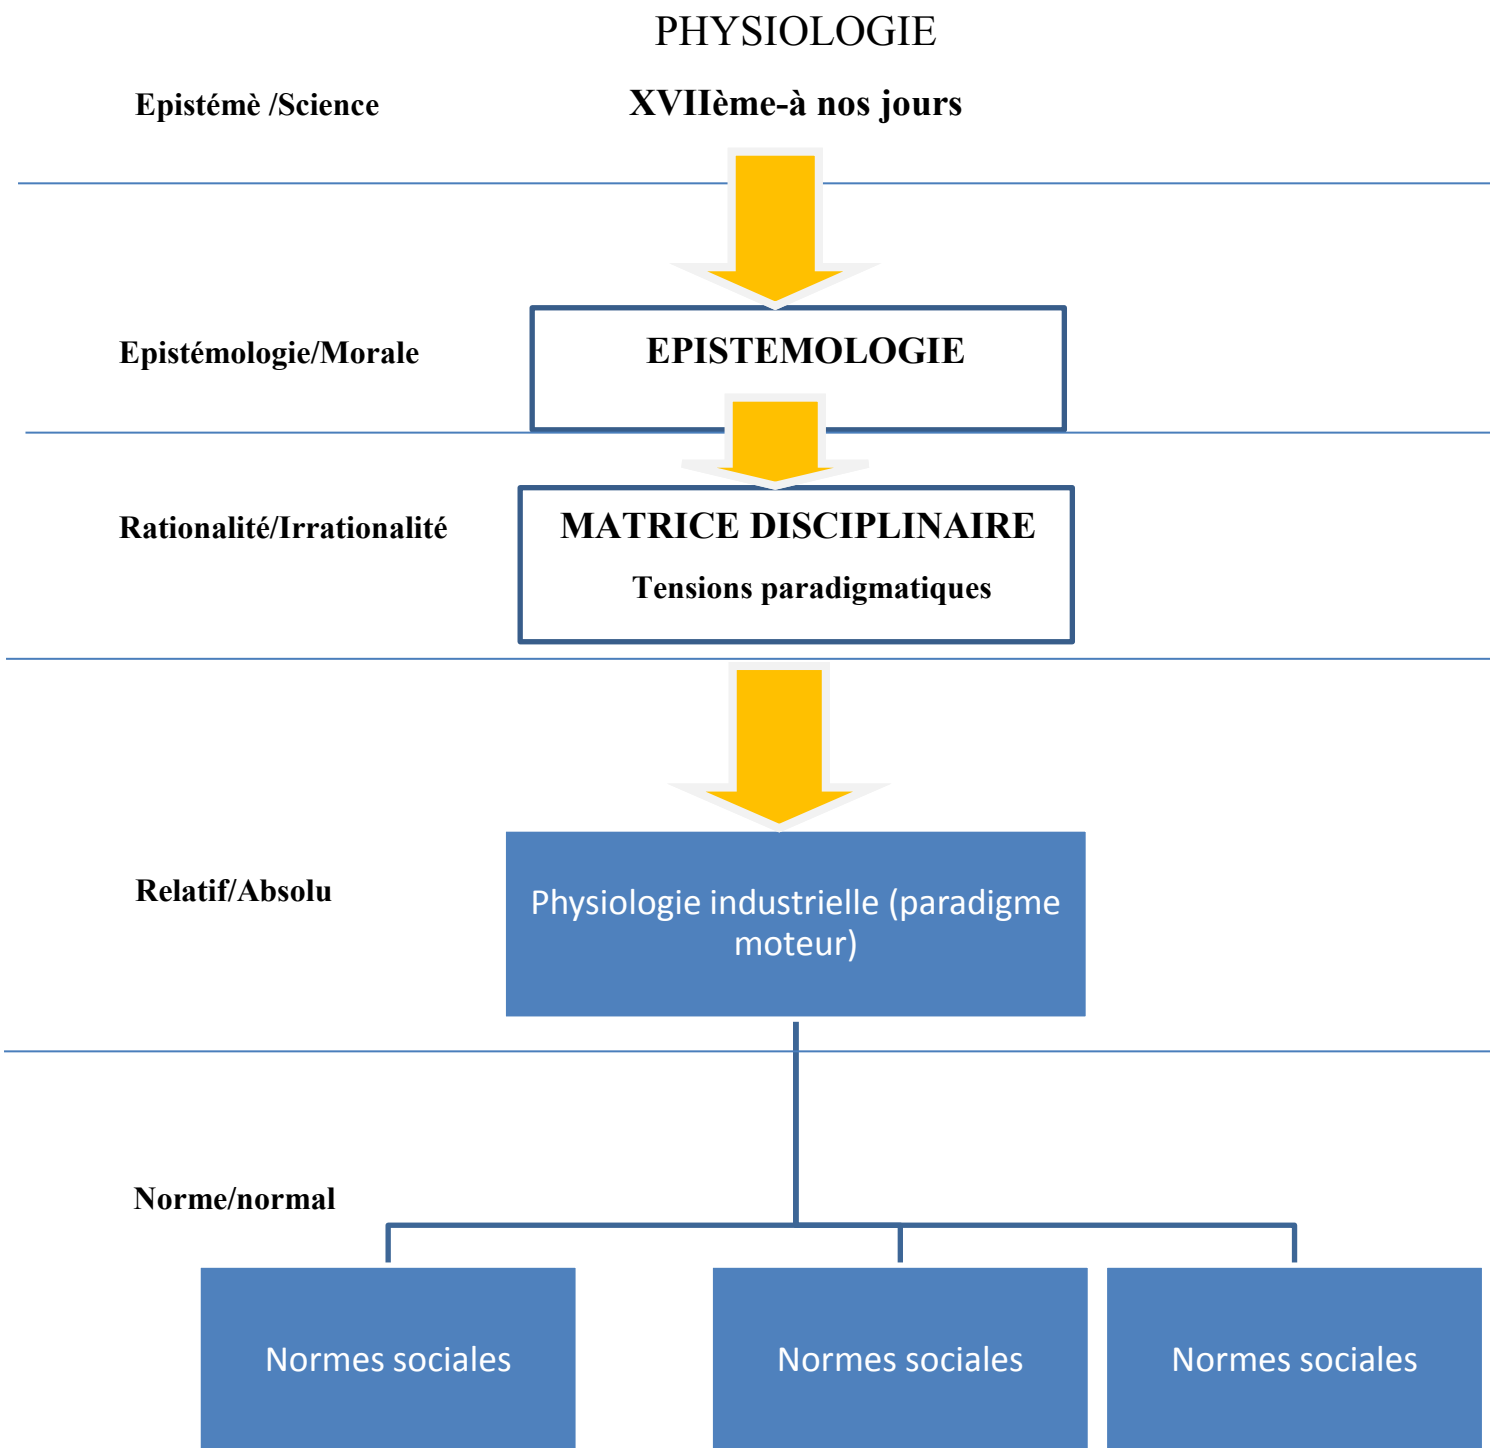 PHYSIOLOGIE
Epistémè /Science
XVIIème-à nos jours
Epistémologie/Morale
EPISTEMOLOGIE
Rationalité/Irrationalité
MATRICE DISCIPLINAIRE
Tensions paradigmatiques
Relatif/Absolu
Physiologie industrielle (paradigme
moteur)
Norme/normal
Normes sociales
Normes sociales
Normes sociales